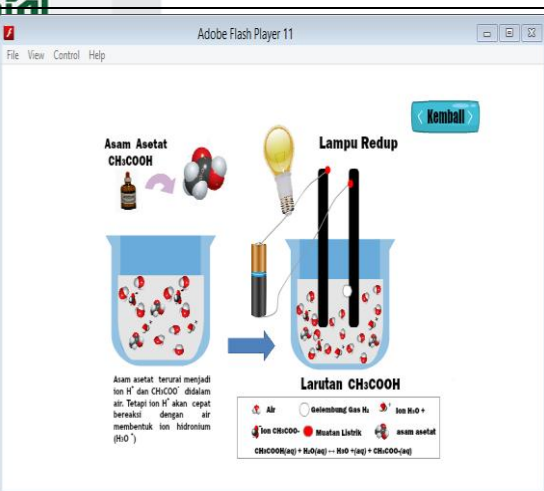 Adobe Flash Player 11
File View Control Help
Kembali
Asam Asetat
CH₃COOH
Lampu Redup
Asam asetat terurai menjadi
ion H⁺ dan CH₃COO⁻ didalam
air. Tetapi ion H⁺ akan cepat
bereaksi dengan air
membentuk ion hidronium
(H₃O⁺)
Larutan CH₃COOH
Air
Gelembung Gas H₂
Ion H₃O +
Ion CH₃COO-
Muatan Listrik
asam asetat
CH₃COOH(aq) + H₂O(aq) ↔ H₃O +(aq) + CH₃COO-(aq)